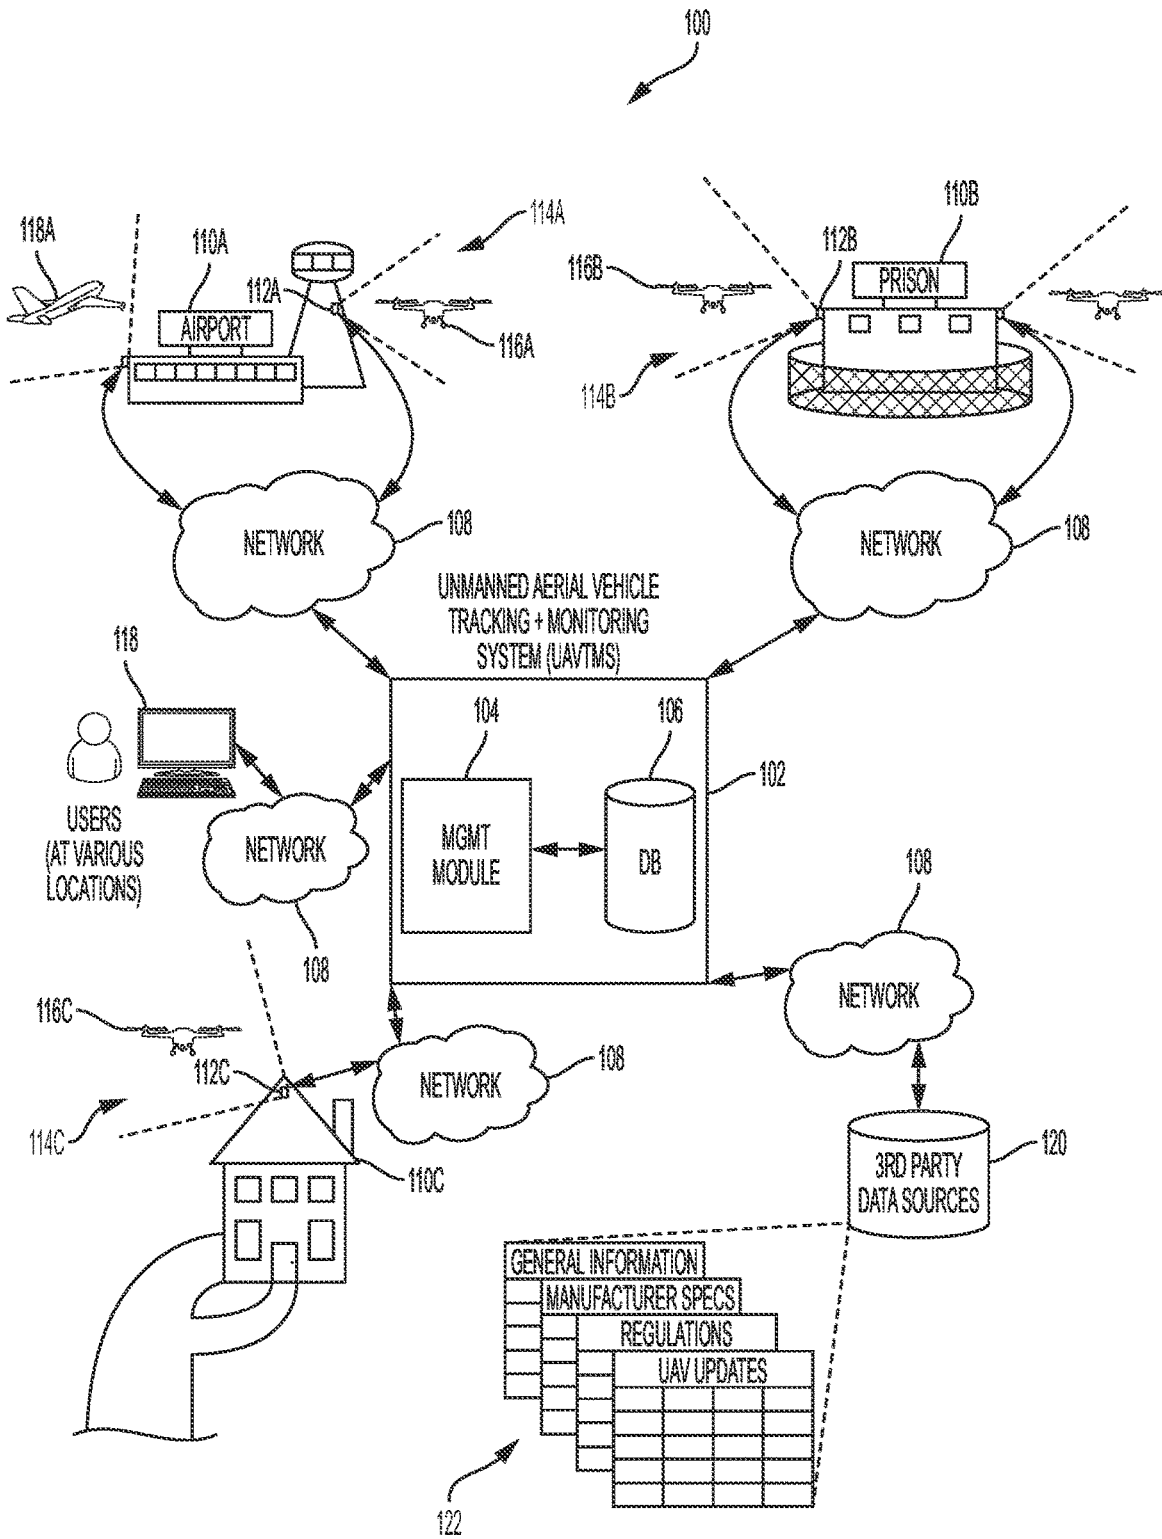 100
118A
110A
114A
112A
AIRPORT
116A
110B
112B
116B
PRISON
114B
NETWORK
108
NETWORK
108
UNMANNED AERIAL VEHICLE
TRACKING + MONITORING
SYSTEM (UAVTMS)
118
104
106
102
USERS
(AT VARIOUS
LOCATIONS)
NETWORK
108
MGMT
MODULE
DB
108
NETWORK
116C
112C
NETWORK
108
114C
110C
3RD PARTY
DATA SOURCES
120
GENERAL INFORMATION
MANUFACTURER SPECS
REGULATIONS
UAV UPDATES
122